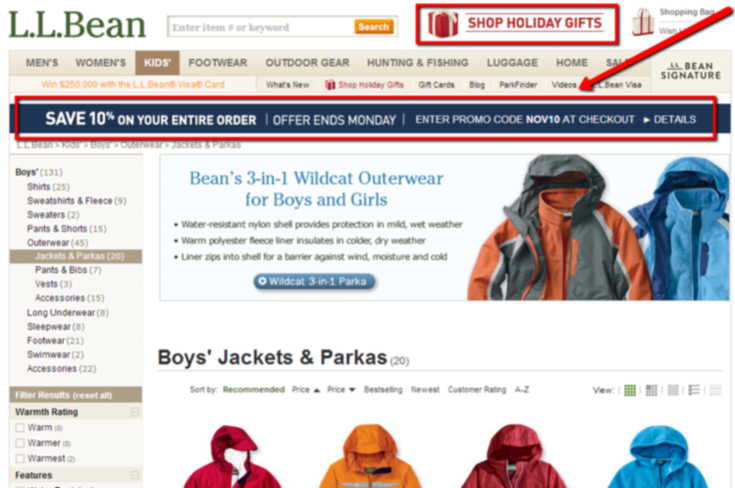 L.L.Bean
Enter item # or keyword
Search
SHOP HOLIDAY GIFTS
Shopping Bag
Wish
MEN'S WOMEN'S KIDS' FOOTWEAR OUTDOOR GEAR HUNTING & FISHING LUGGAGE HOME SAL
L.L. BEAN
SIGNATURE
Win $250,000 with the L.L.Bean® Visa® Card
What's New Shop Holiday Gifts Gift Cards Blog ParkFinder Videos L.L.Bean Visa
SAVE 10% ON YOUR ENTIRE ORDER | OFFER ENDS MONDAY | ENTER PROMO CODE NOV10 AT CHECKOUT ► DETAILS
L.L.Bean > Kids' > Boys' > Outerwear > Jackets & Parkas
Boys' (131)
Shirts (25)
Sweatshirts & Fleece (9)
Sweaters (2)
Pants & Shorts (15)
Outerwear (45)
Jackets & Parkas (20)
Pants & Bibs (7)
Vests (3)
Accessories (15)
Long Underwear (8)
Sleepwear (8)
Footwear (21)
Swimwear (2)
Accessories (22)
Filter Results (reset all)
Warmth Rating
Warm (8)
Warmer (8)
Warmest (2)
Features
Bean's 3-in-1 Wildcat Outerwear
for Boys and Girls
• Water-resistant nylon shell provides protection in mild, wet weather
• Warm polyester fleece liner insulates in colder, dry weather
• Liner zips into shell for a barrier against wind, moisture and cold
Wildcat 3-in-1 Parka
Boys' Jackets & Parkas (20)
Sort by: Recommended Price ▲ Price ▼ Bestselling Newest Customer Rating A-Z
View: